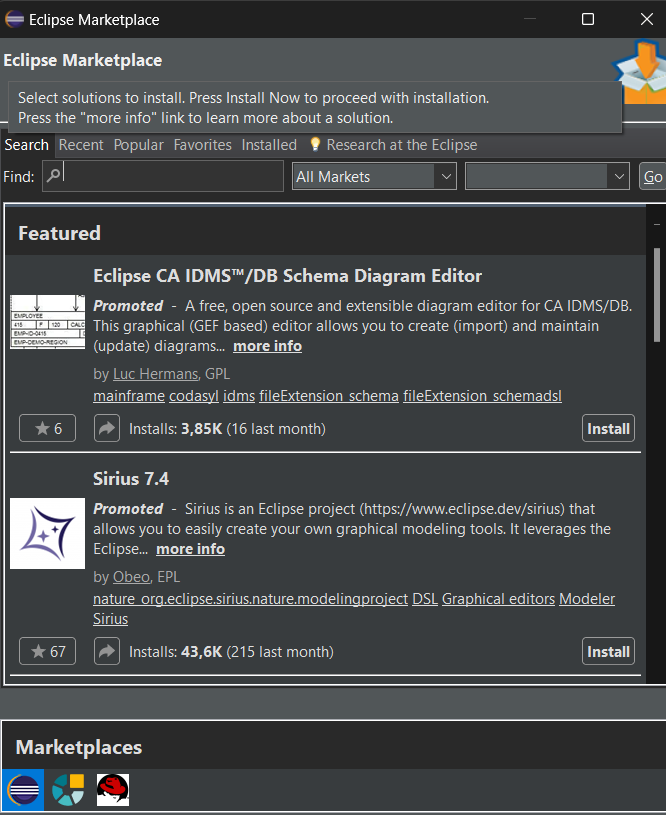 Eclipse Marketplace
Eclipse Marketplace
Select solutions to install. Press Install Now to proceed with installation.
Press the "more info" link to learn more about a solution.
Search Recent Popular Favorites Installed Research at the Eclipse
Find: All Markets Go
Featured
Eclipse CA IDMS™/DB Schema Diagram Editor
Promoted - A free, open source and extensible diagram editor for CA IDMS/DB.
This graphical (GEF based) editor allows you to create (import) and maintain
(update) diagrams... more info
by Luc Hermans, GPL
mainframe codasyl idms fileExtension_schema fileExtension_schemadsl
EMPLOYEE
415 F 120 CALC
EMP-ID-0415
EMP-DEMO-REGION
6 Installs: 3,85K (16 last month) Install
Sirius 7.4
Promoted - Sirius is an Eclipse project (https://www.eclipse.dev/sirius) that
allows you to easily create your own graphical modeling tools. It leverages the
Eclipse... more info
by Obeo, EPL
nature_org.eclipse.sirius.nature.modelingproject DSL Graphical editors Modeler
Sirius
67 Installs: 43,6K (215 last month) Install
Marketplaces